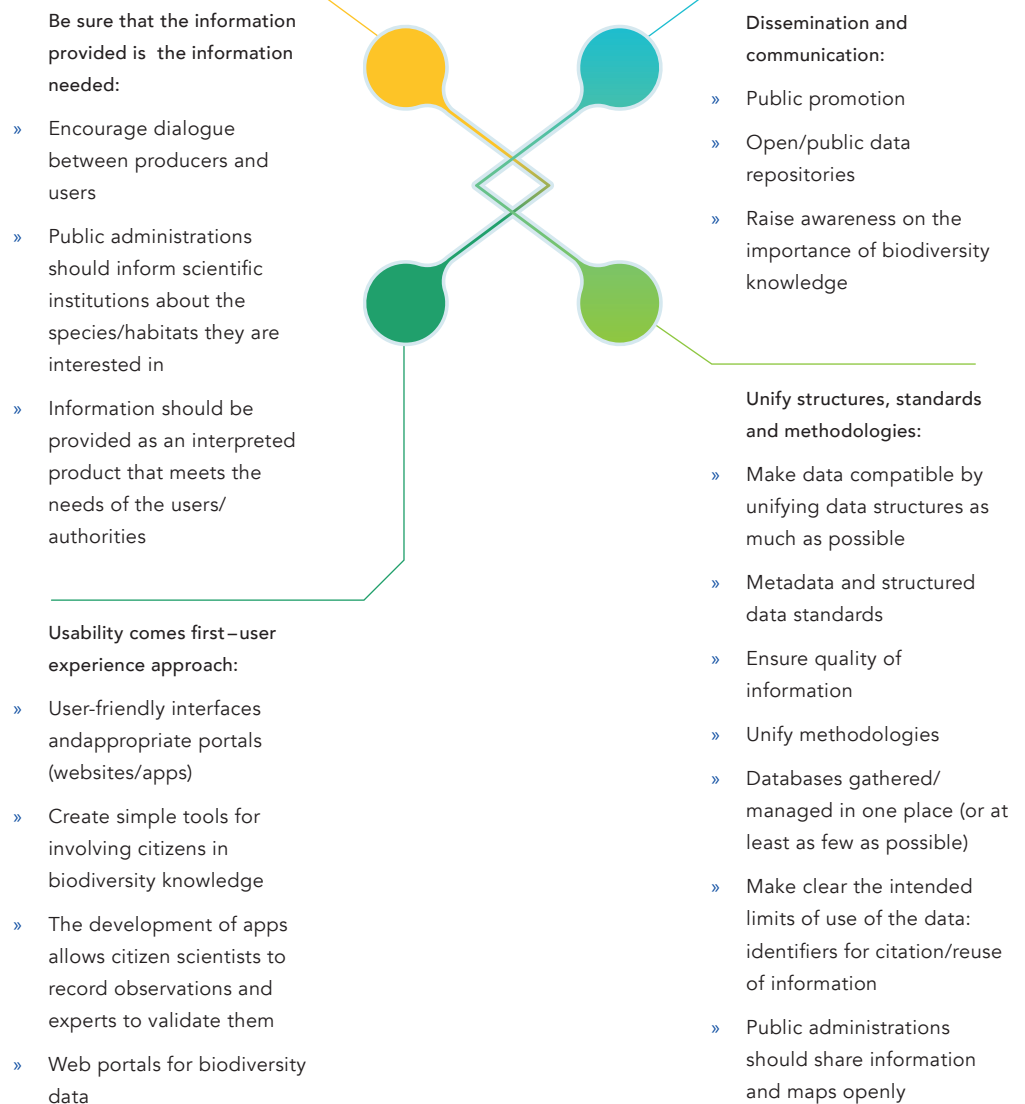 Be sure that the information
provided is  the information
needed:
» Encourage dialogue
between producers and
users
» Public administrations
should inform scientific
institutions about the
species/habitats they are
interested in
» Information should be
provided as an interpreted
product that meets the
needs of the users/
authorities
Usability comes first–user
experience approach:
» User-friendly interfaces
andappropriate portals
(websites/apps)
» Create simple tools for
involving citizens in
biodiversity knowledge
» The development of apps
allows citizen scientists to
record observations and
experts to validate them
» Web portals for biodiversity
data
Dissemination and
communication:
» Public promotion
» Open/public data
repositories
» Raise awareness on the
importance of biodiversity
knowledge
Unify structures, standards
and methodologies:
» Make data compatible by
unifying data structures as
much as possible
» Metadata and structured
data standards
» Ensure quality of
information
» Unify methodologies
» Databases gathered/
managed in one place (or at
least as few as possible)
» Make clear the intended
limits of use of the data:
identifiers for citation/reuse
of information
» Public administrations
should share information
and maps openly